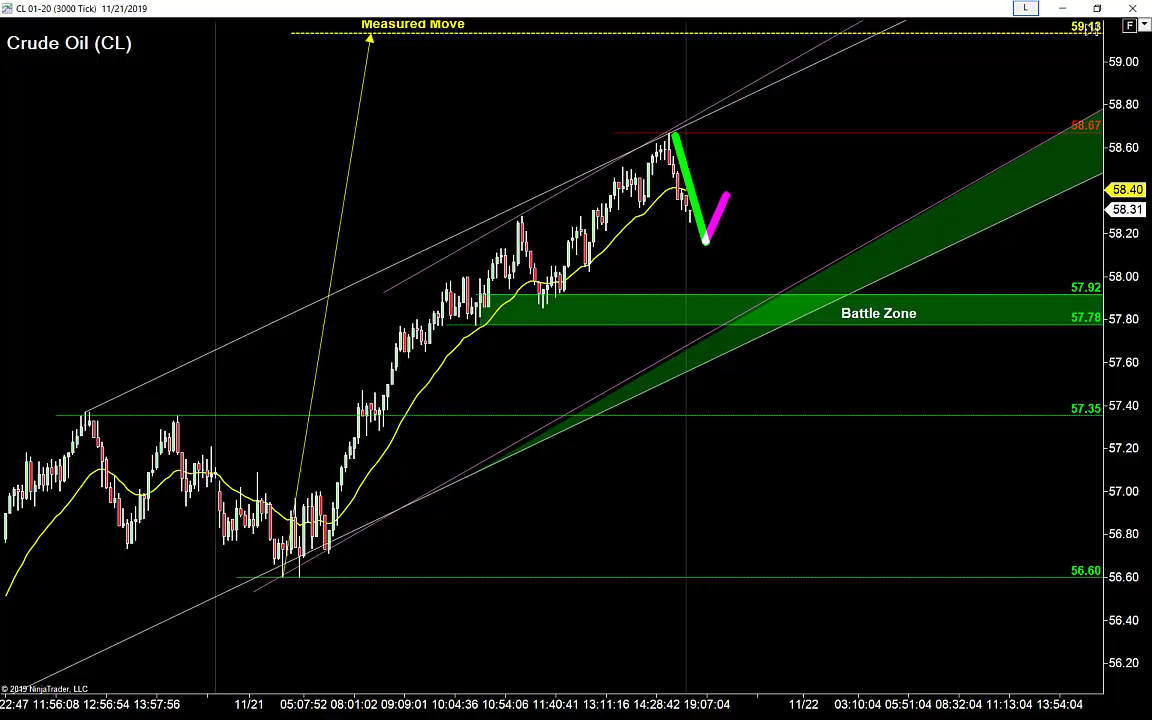 CL 01-20 (3000 Tick) 11/21/2019
L
Measured Move
59.13
F
Crude Oil (CL)
59.00
58.80
58.67
58.60
58.40
58.31
58.20
58.00
57.92
Battle Zone
57.78
57.80
57.60
57.35
57.40
57.20
57.00
56.80
56.60
56.60
56.40
56.20
© 2019 NinjaTrader, LLC
22:47 11:56:08 12:56:54 13:57:56 11/21 05:07:52 08:01:02 09:09:01 10:04:36 10:54:06 11:40:41 13:11:16 14:28:42 19:07:04 11/22 03:10:04 05:51:04 08:32:04 11:13:04 13:54:04